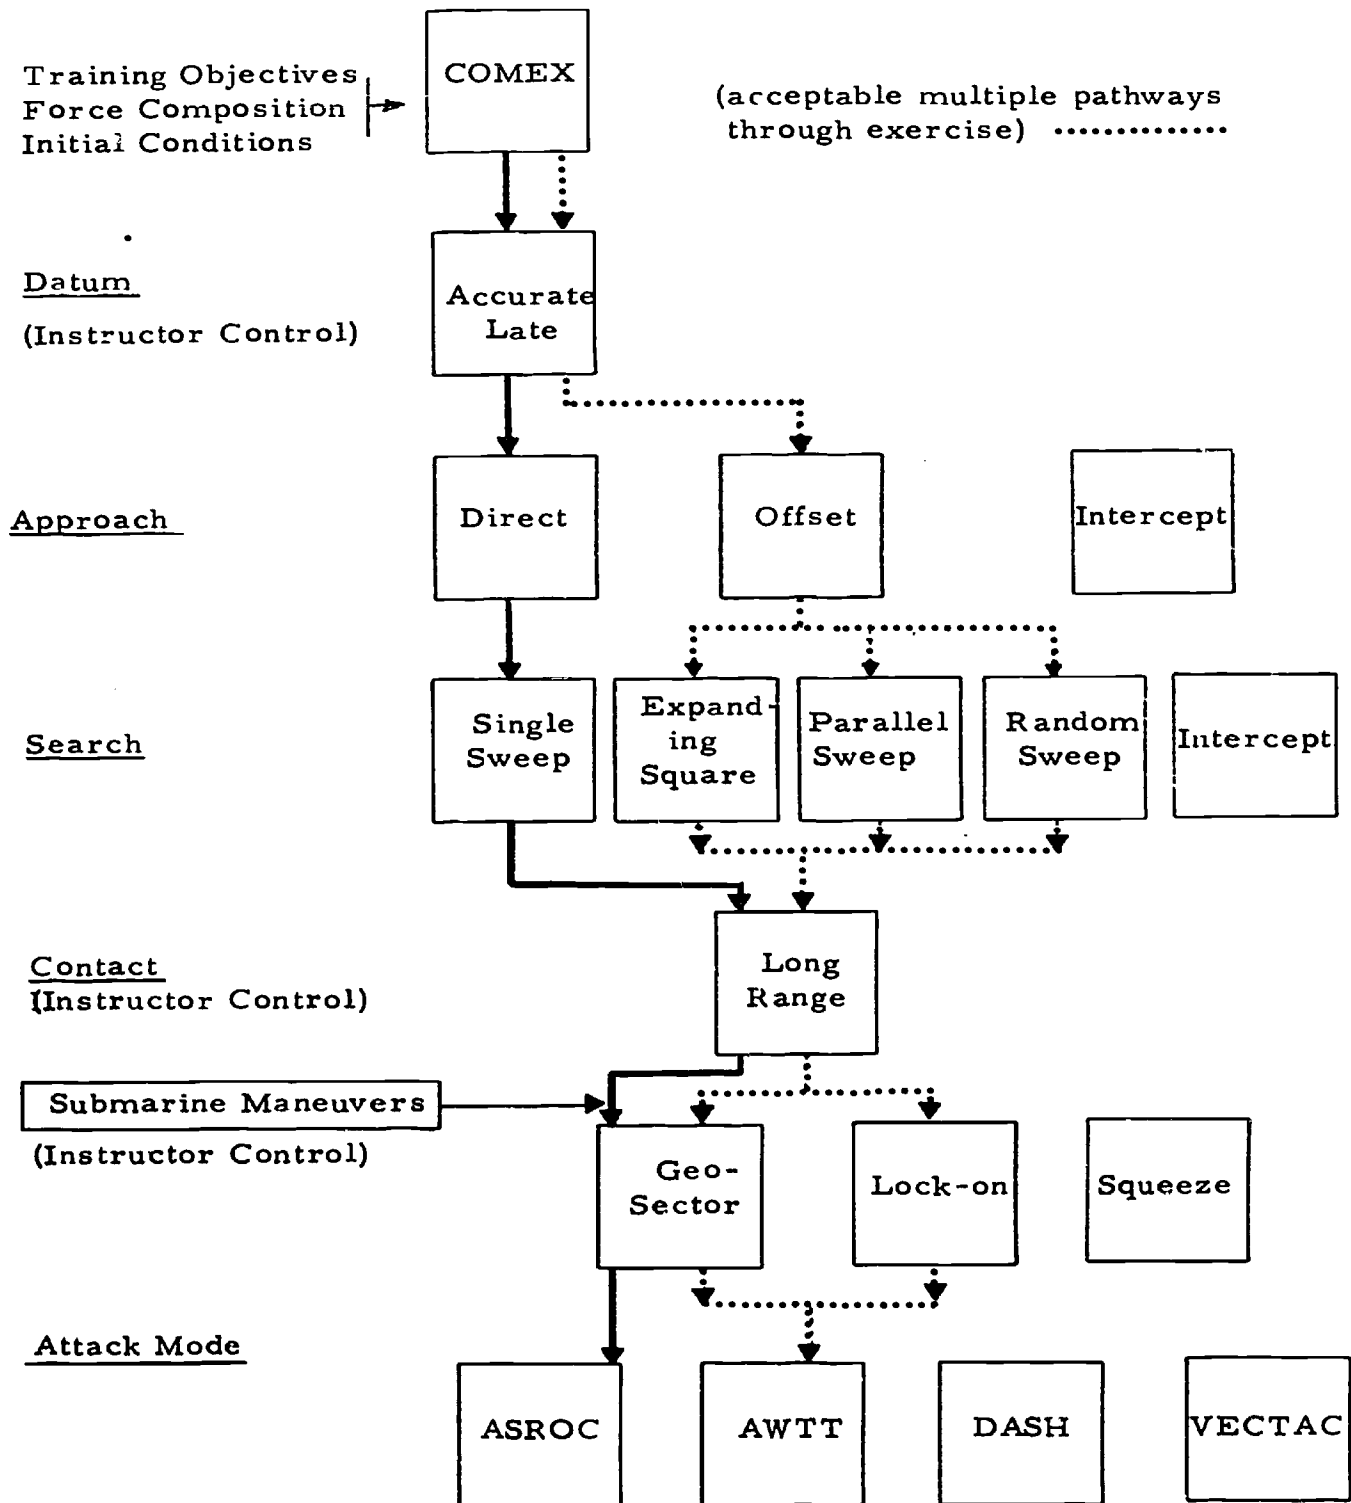 COMEX
Training Objectives
Force Composition
Initial Conditions
(acceptable multiple pathways
through exercise)
Datum
(Instructor Control)
Accurate
Late
Approach
Direct
Offset
Intercept
Search
Single
Sweep
Expand-
ing
Square
Parallel
Sweep
Random
Sweep
Intercept
Contact
(Instructor Control)
Long
Range
Submarine Maneuvers
(Instructor Control)
Geo-
Sector
Lock-on
Squeeze
Attack Mode
ASROC
AWTT
DASH
VECTAC